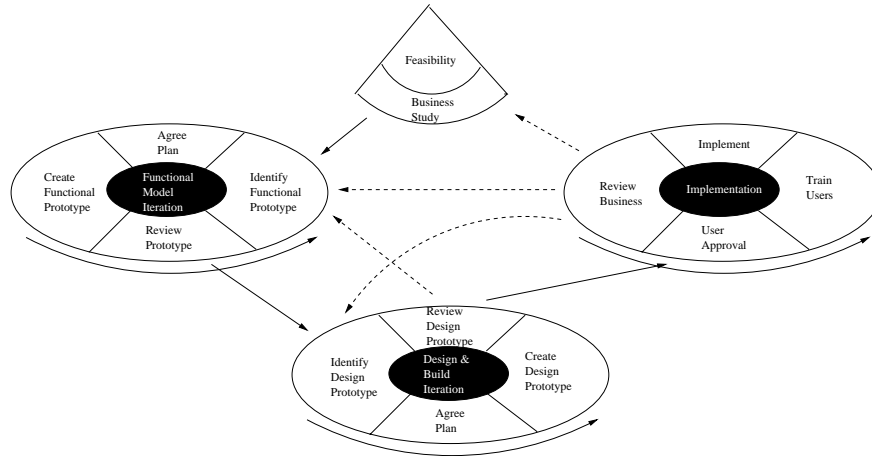 Feasibility
Business
Study
Agree
Plan
Create
Functional
Prototype
Functional
Model
Iteration
Identify
Functional
Prototype
Review
Prototype
Implement
Review
Business
Implementation
Train
Users
User
Approval
Review
Design
Prototype
Identify
Design
Prototype
Design &
Build
Iteration
Create
Design
Prototype
Agree
Plan